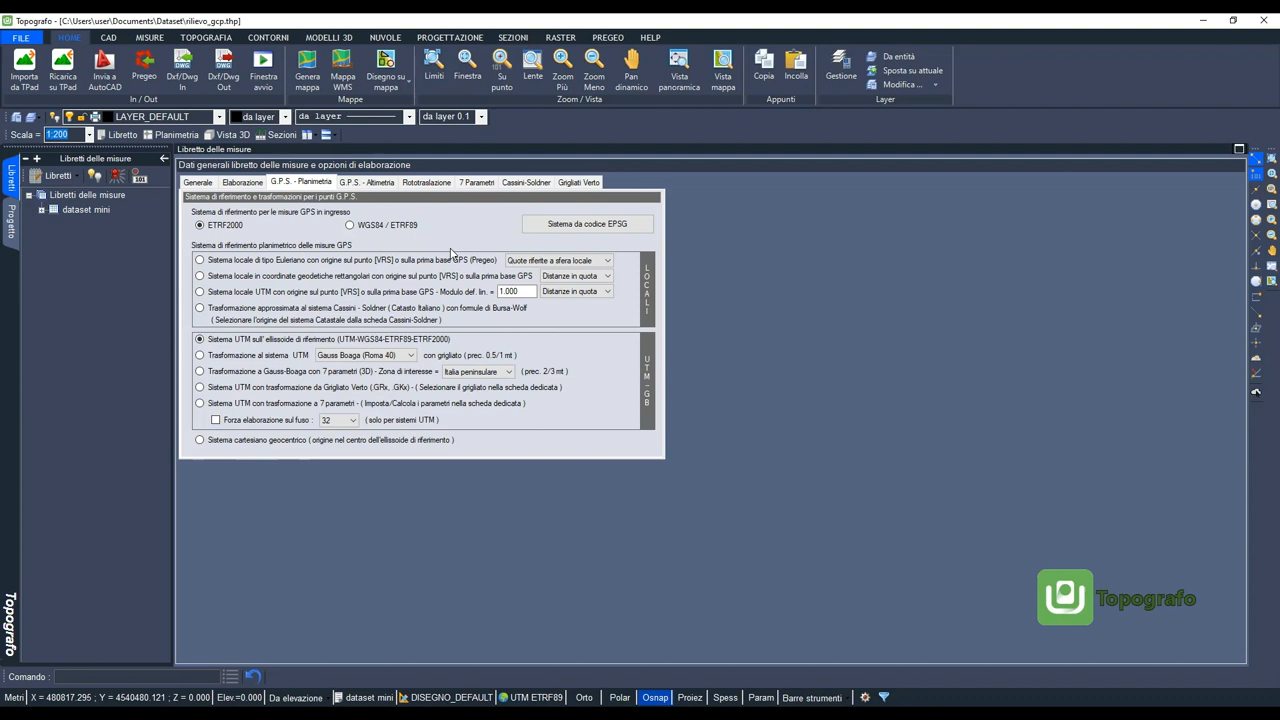 Topografo - [C:\Users\user\Documents\Dataset\rilievo_gcp.thp]
FILE HOME CAD MISURE TOPOGRAFIA CONTORNI MODELLI 3D NUVOLE PROGETTAZIONE SEZIONI RASTER PREGEO HELP
Importa da TPad
Ricarica su TPad
Invia a AutoCAD
Pregeo
Dxf/Dwg In
Dxf/Dwg Out
Finestra avvio
Genera mappa
Mappa WMS
Disegno su mappa
Limiti
Finestra
Su punto
Lente
Zoom Più
Zoom Meno
Pan dinamico
Vista panoramica
Vista mappa
Copia
Incolla
Gestione
Da entità
Sposta su attuale
Modifica ..
In / Out Mappe Zoom / Vista Appunti Layer
LAYER_DEFAULT da layer da layer da layer 0.1
Scala = 1:200 Libretto Planimetria Vista 3D Sezioni
Libretti delle misure
Libretti
Libretti delle misure
dataset mini
Libretti
Progetto
Topografo
Libretto misure
Dati generali libretto delle misure e opzioni di elaborazione
Generale Elaborazione G.P.S. - Planimetria G.P.S. - Altimetria Rototraslazione 7 Parametri Cassini-Soldner Grigliati Verto
Sistema di riferimento e trasformazioni per i punti G.P.S.
Sistema di riferimento per le misure GPS in ingresso
ETRF2000 WGS84 / ETRF89 Sistema da codice EPSG
Sistema di riferimento planimetrico delle misure GPS
Sistema locale di tipo Euleriano con origine sul punto [VRS] o sulla prima base GPS (Pregeo) Quote riferite a sfera locale
Sistema locale in coordinate geodetiche rettangolari con origine sul punto [VRS] o sulla prima base GPS Distanze in quota
Sistema locale UTM con origine sul punto [VRS] o sulla prima base GPS - Modulo def. lin. = 1.000 Distanze in quota
Trasformazione approssimata al sistema Cassini - Soldner ( Catasto Italiano ) con formule di Bursa-Wolf
( Selezionare l'origine del sistema Catastale dalla scheda Cassini-Soldner )
LOCALI
Sistema UTM sull' ellissoide di riferimento (UTM-WGS84-ETRF89-ETRF2000)
Trasformazione al sistema UTM Gauss Boaga (Roma 40) con grigliato ( prec. 0.5/1 mt )
Trasformazione a Gauss-Boaga con 7 parametri (3D) - Zona di interesse = Italia peninsulare ( prec. 2/3 mt )
Sistema UTM con trasformazione da Grigliato Verto (.GRx, .GKx) - ( Selezionare il grigliato nella scheda dedicata )
Sistema UTM con trasfomazione a 7 parametri - ( Imposta/Calcola i parametri nella scheda dedicata )
Forza elaborazione sul fuso : 32 ( solo per sistemi UTM )
UTM-GB
Sistema cartesiano geocentrico ( origine nel centro dell'ellissoide di riferimento )
Topografo
Comando :
Metri X = 480817.295 ; Y = 4540480.121 ; Z = 0.000 Elev.=0.000 Da elevazione dataset mini DISEGNO_DEFAULT UTM ETRF89 Orto Polar Osnap Proiez Spess Param Barre strumenti